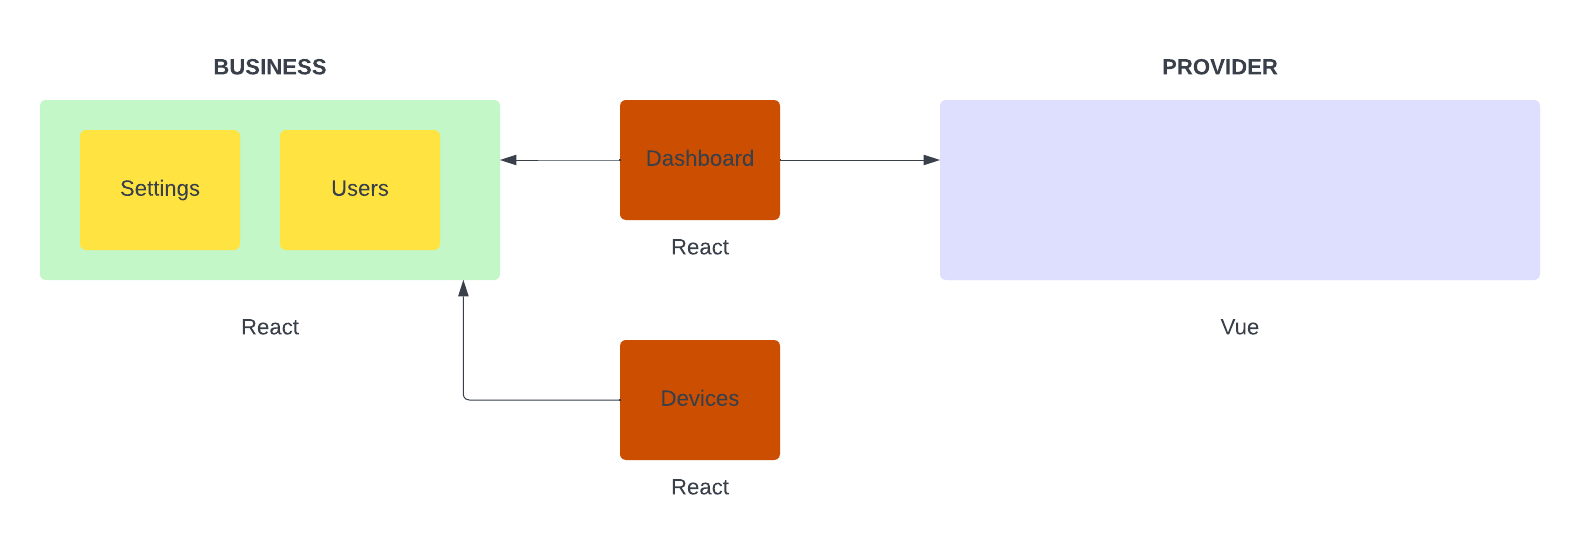 BUSINESS
PROVIDER
Settings
Users
Dashboard
React
React
Vue
Devices
React